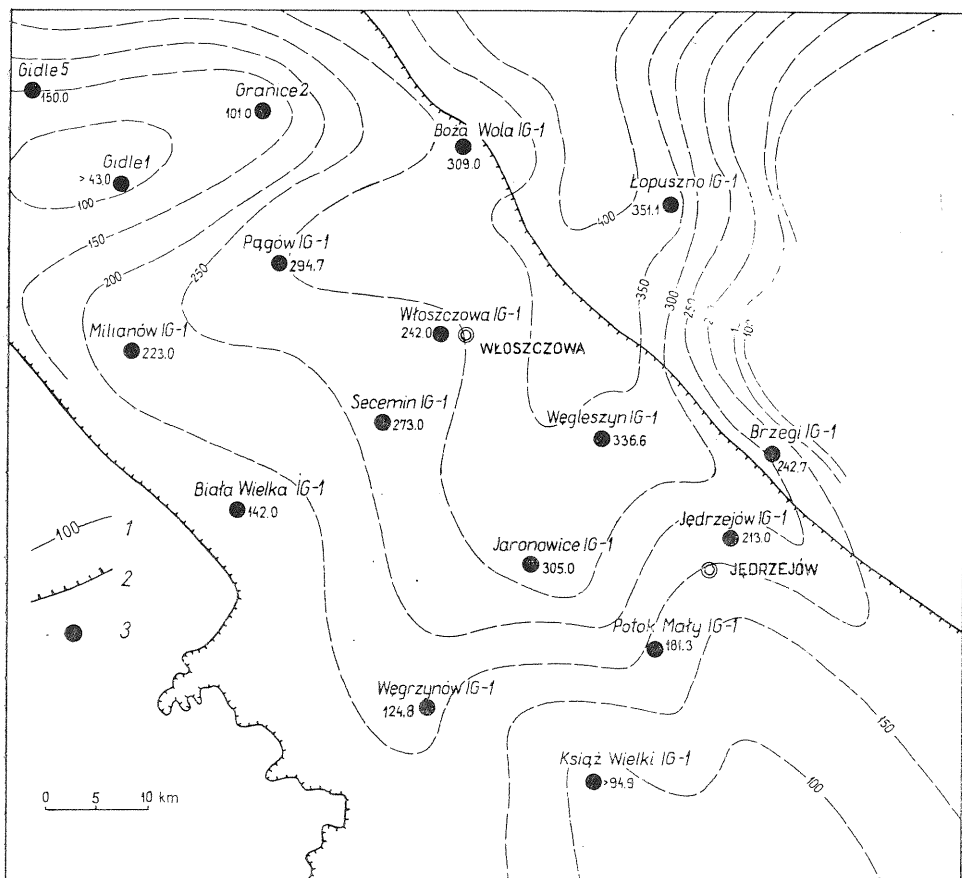 Gidle 5
150.0
Granice 2
101.0
Boża Wola IG-1
309.0
Gidle 1
> 43.0
100
Łopuszno IG-1
351.1
400
150
Pągów IG-1
294.7
200
250
350
300
250
100
Milianów IG-1
223.0
Włoszczowa IG-1
242.0
WŁOSZCZOWA
Secemin IG-1
273.0
Węgleszyn IG-1
336.6
Brzegi IG-1
242.7
Biała Wielka IG-1
142.0
Jędrzejów IG-1
213.0
JĘDRZEJÓW
Jaronowice IG-1
305.0
100 1
2
3
Potok Mały IG-1
181.3
Węgrzynów IG-1
124.8
150
Książ Wielki IG-1
>94.9
100
0 5 10 km